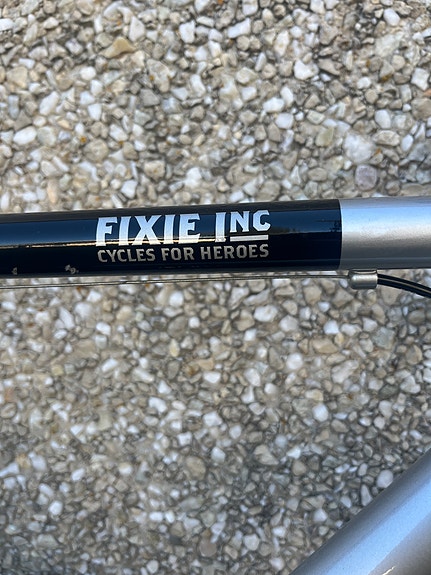 FIXIE INC
CYCLES FOR HEROES